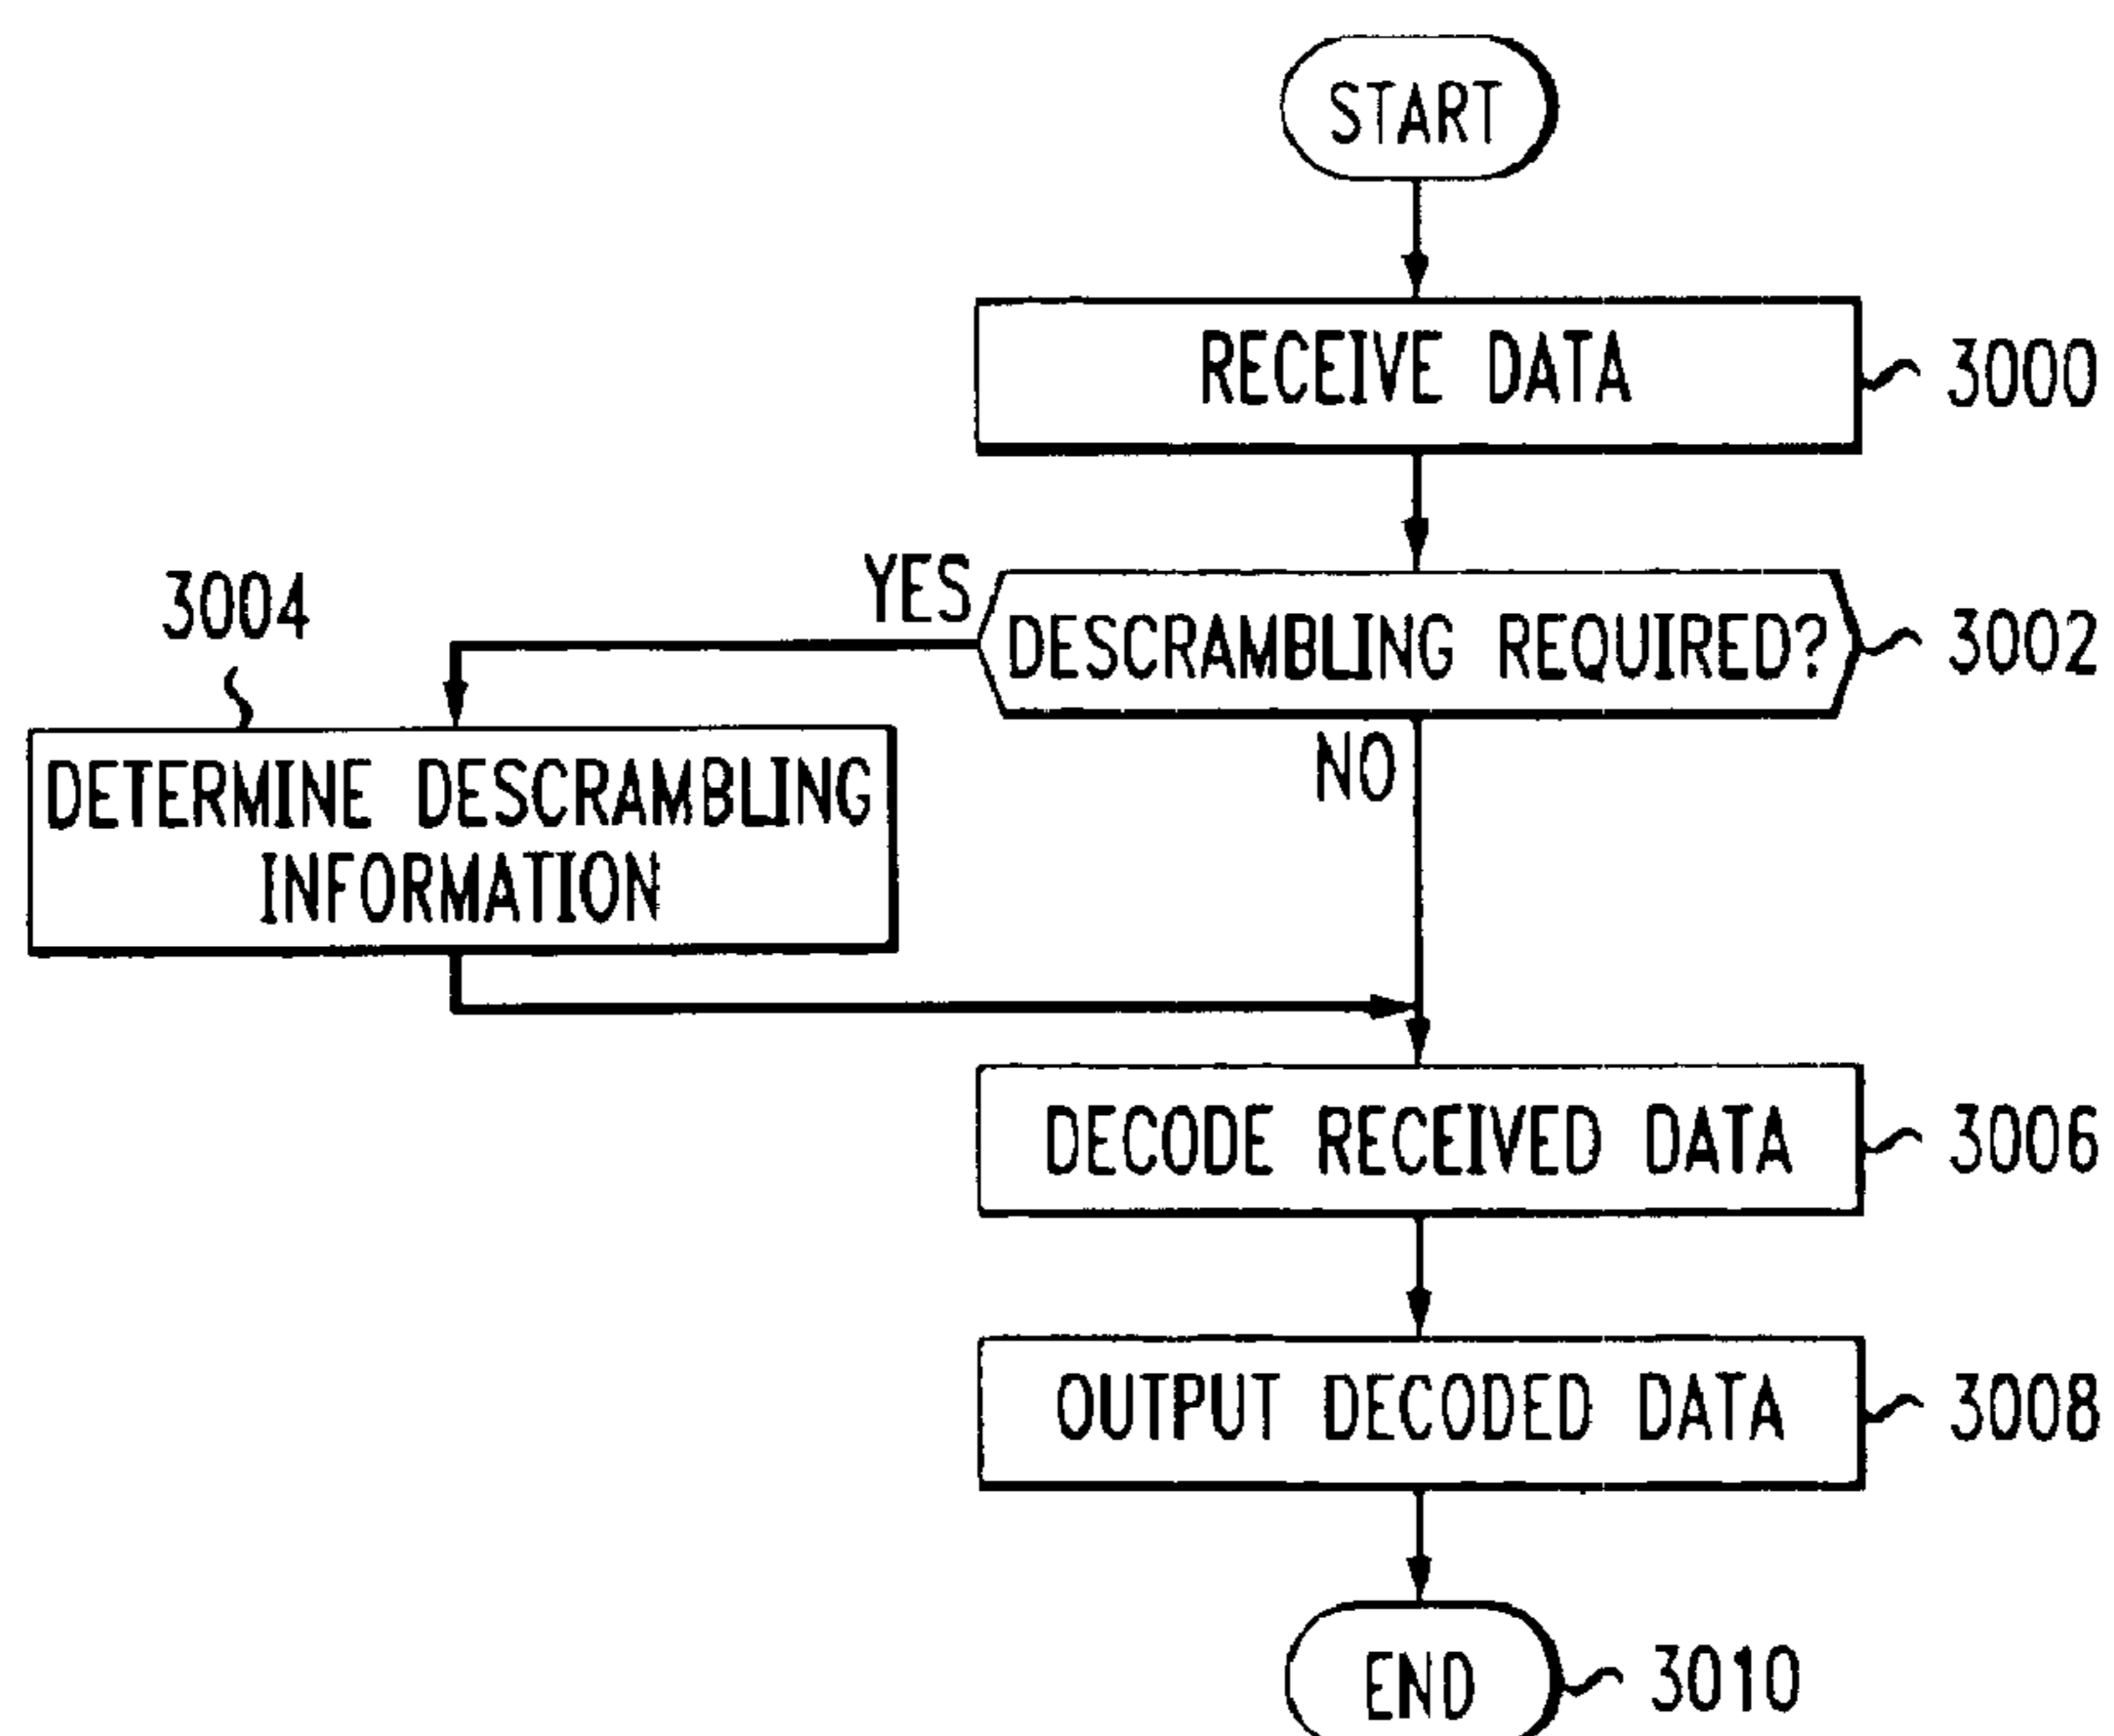 START
RECEIVE DATA
3000
YES
DESCRAMBLING REQUIRED?
3002
3004
NO
DETERMINE DESCRAMBLING
INFORMATION
DECODE RECEIVED DATA
3006
OUTPUT DECODED DATA
3008
END
3010